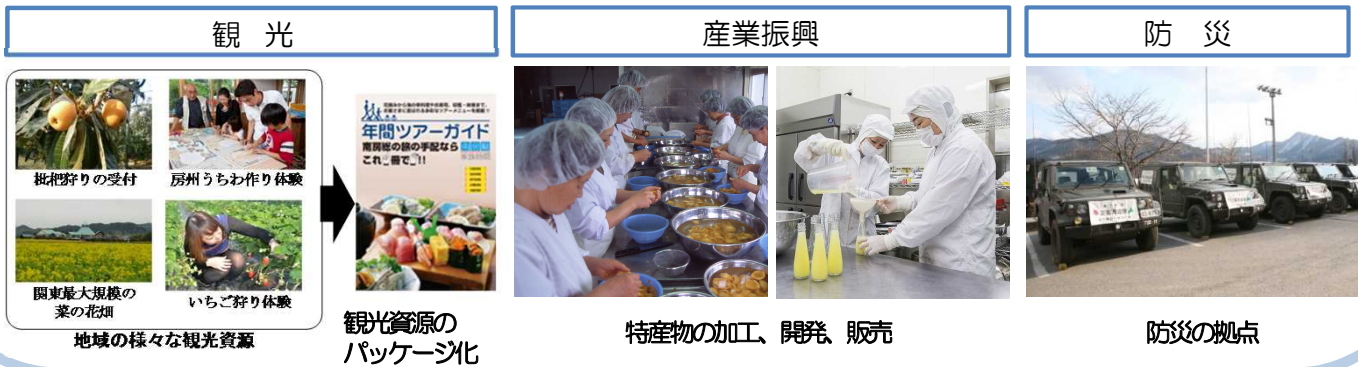 観 光
産業振興
防 災
枇杷狩りの受付
房州うちわ作り体験
関東最大規模の
菜の花畑
いちご狩り体験
地域の様々な観光資源
年間ツアーガイド
南房総の旅の手配なら
観光資源の
パッケージ化
特産物の加工、開発、販売
防災の拠点